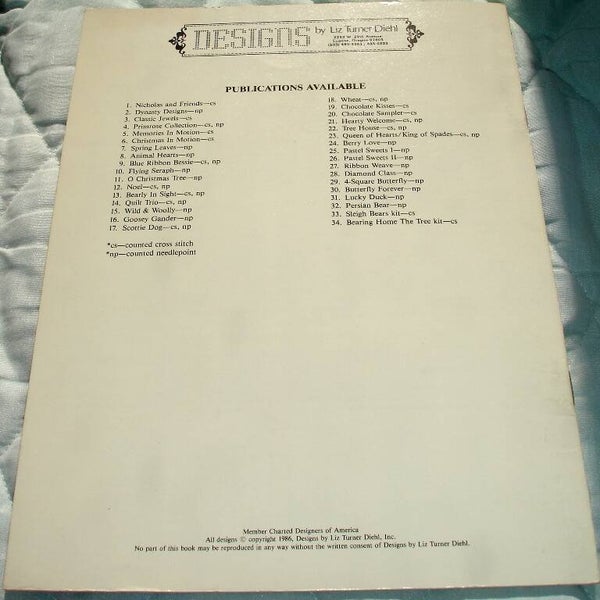 DESIGNS by Liz Turner Diehl
PUBLICATIONS AVAILABLE
1. Nicholas and Friends—cs
2. Dynasty Designs—np
3. Classic Jewels—cs
4. Primrose Collection—cs, np
5. Memories In Motion—cs
6. Christmas In Motion—cs
7. Spring Leaves—np
8. Animal Hearts—np
9. Blue Ribbon Bessie—cs, np
10. Flying Seraph—np
11. O Christmas Tree—np
12. Noel—cs, np
13. Bearly In Sight—cs, np
14. Quilt Trio—cs, np
15. Wild & Woolly—np
16. Goosey Gander—np
17. Scottie Dog—cs, np
*cs—counted cross stitch
*np—counted needlepoint
18. Wheat—cs, np
19. Chocolate Kisses—cs
20. Chocolate Sampler—cs
21. Hearty Welcome—cs, np
22. Tree House—cs, np
23. Queen of Hearts/King of Spades—cs, np
24. Berry Love—np
25. Pastel Sweets I—np
26. Pastel Sweets II—np
27. Ribbon Weave—np
28. Diamond Class—np
29. 4-Square Butterfly—np
30. Butterfly Forever—np
31. Lucky Duck—np
32. Persian Bear—np
33. Sleigh Bears kit—cs
34. Bearing Home The Tree kit—cs
Member Charted Designers of America
All designs © copyright 1986, Designs by Liz Turner Diehl, Inc.
No part of this book may be reproduced in any way without the written consent of Designs by Liz Turner Diehl.